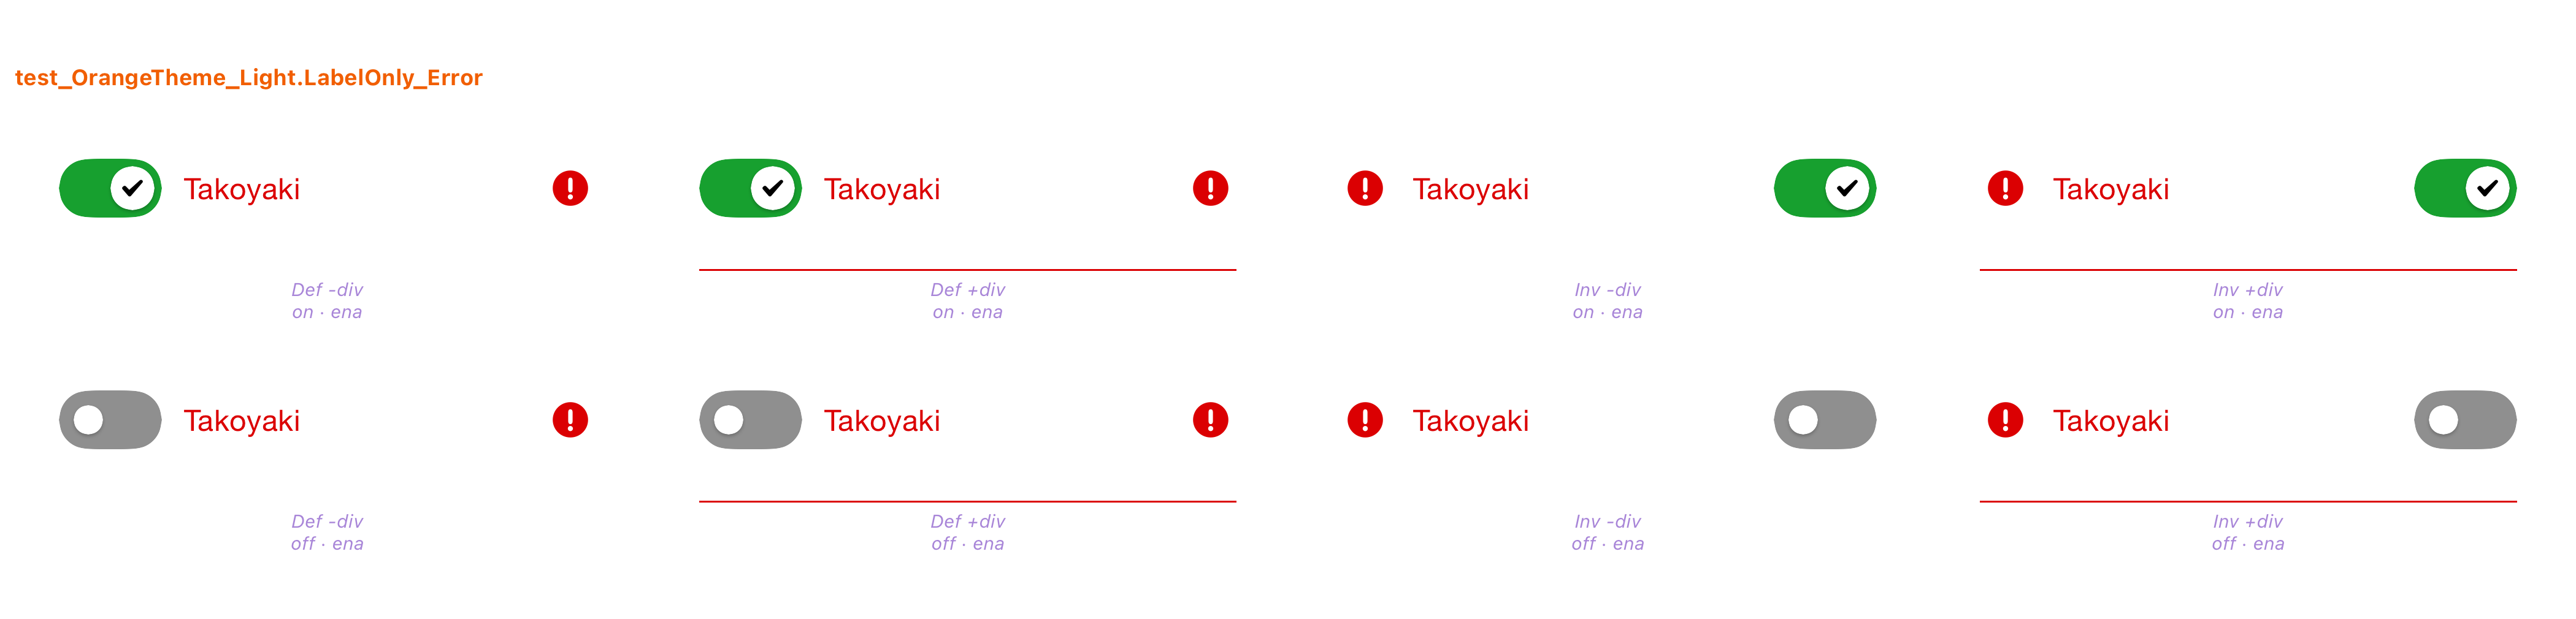 test_OrangeTheme_Light.LabelOnly_Error
Takoyaki
Takoyaki
Takoyaki
Takoyaki
Def -div
on · ena
Def +div
on · ena
Inv -div
on · ena
Inv +div
on · ena
Takoyaki
Takoyaki
Takoyaki
Takoyaki
Def -div
off · ena
Def +div
off · ena
Inv -div
off · ena
Inv +div
off · ena